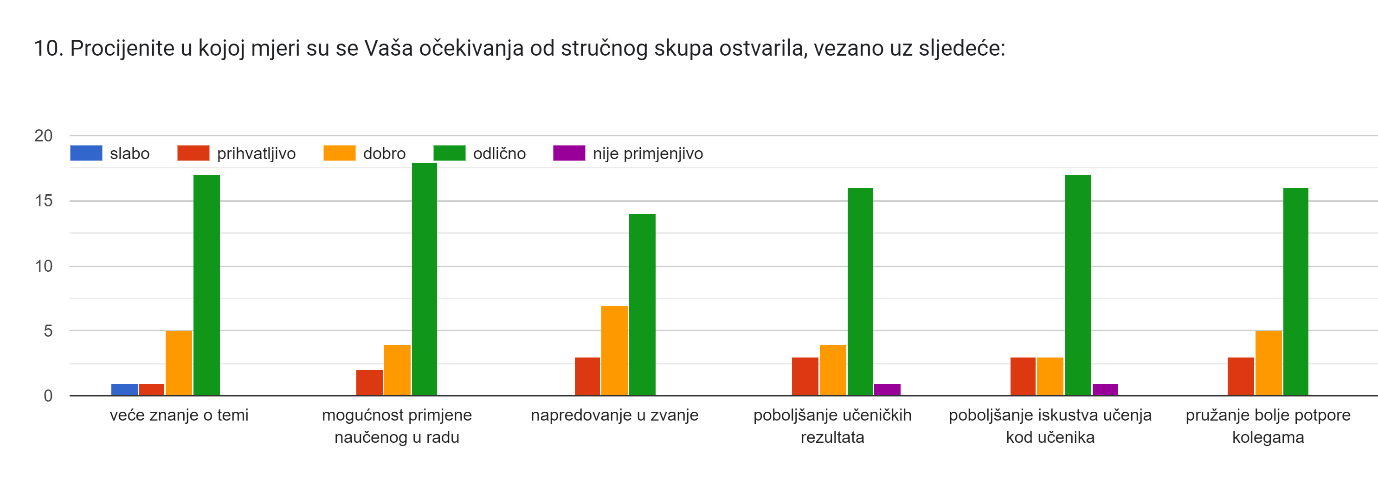 10. Procijenite u kojoj mjeri su se Vaša očekivanja od stručnog skupa ostvarila, vezano uz sljedeće:
20
slabo prihvatljivo dobro odlično nije primjenjivo
15
10
5
0
veće znanje o temi mogućnost primjene napredovanje u zvanje poboljšanje učeničkih poboljšanje iskustva učenja pružanje bolje potpore
naučenog u radu rezultata kod učenika kolegama